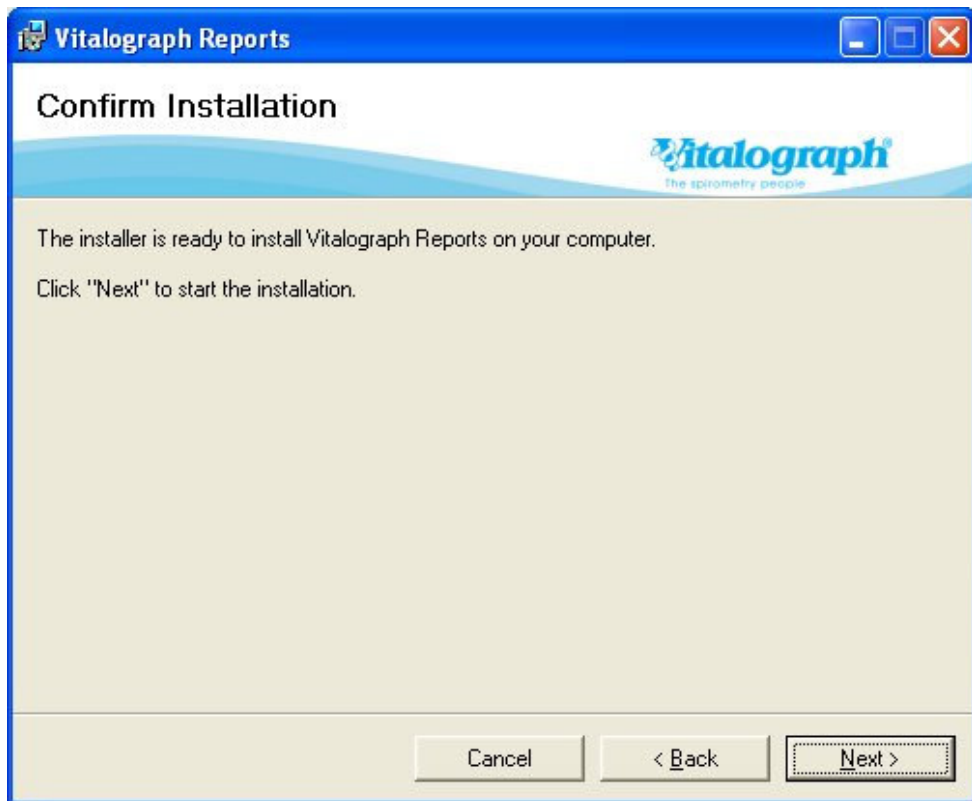 Vitalograph Reports
Confirm Installation
Vitalograph®
The spirometry people
The installer is ready to install Vitalograph Reports on your computer.
Click "Next" to start the installation.
Cancel
< Back
Next >